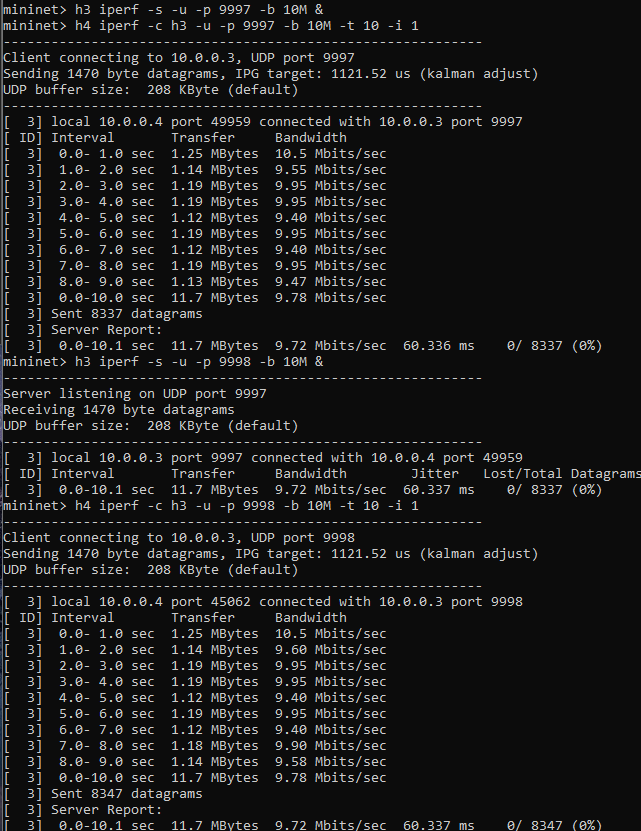 mininet> h3 iperf -s -u -p 9997 -b 10M &
mininet> h4 iperf -c h3 -u -p 9997 -b 10M -t 10 -i 1
------------------------------------------------------------
Client connecting to 10.0.0.3, UDP port 9997
Sending 1470 byte datagrams, IPG target: 1121.52 us (kalman adjust)
UDP buffer size:  208 KByte (default)
------------------------------------------------------------
[  3] local 10.0.0.4 port 49959 connected with 10.0.0.3 port 9997
[ ID] Interval       Transfer     Bandwidth
[  3]  0.0- 1.0 sec  1.25 MBytes  10.5 Mbits/sec
[  3]  1.0- 2.0 sec  1.14 MBytes  9.55 Mbits/sec
[  3]  2.0- 3.0 sec  1.19 MBytes  9.95 Mbits/sec
[  3]  3.0- 4.0 sec  1.19 MBytes  9.95 Mbits/sec
[  3]  4.0- 5.0 sec  1.12 MBytes  9.40 Mbits/sec
[  3]  5.0- 6.0 sec  1.19 MBytes  9.95 Mbits/sec
[  3]  6.0- 7.0 sec  1.12 MBytes  9.40 Mbits/sec
[  3]  7.0- 8.0 sec  1.19 MBytes  9.95 Mbits/sec
[  3]  8.0- 9.0 sec  1.13 MBytes  9.47 Mbits/sec
[  3]  0.0-10.0 sec  11.7 MBytes  9.78 Mbits/sec
[  3] Sent 8337 datagrams
[  3] Server Report:
[  3]  0.0-10.1 sec  11.7 MBytes  9.72 Mbits/sec  60.336 ms    0/ 8337 (0%)
mininet> h3 iperf -s -u -p 9998 -b 10M &
------------------------------------------------------------
Server listening on UDP port 9997
Receiving 1470 byte datagrams
UDP buffer size:  208 KByte (default)
------------------------------------------------------------
[  3] local 10.0.0.3 port 9997 connected with 10.0.0.4 port 49959
[ ID] Interval       Transfer     Bandwidth        Jitter   Lost/Total Datagrams
[  3]  0.0-10.1 sec  11.7 MBytes  9.72 Mbits/sec  60.337 ms    0/ 8337 (0%)
mininet> h4 iperf -c h3 -u -p 9998 -b 10M -t 10 -i 1
------------------------------------------------------------
Client connecting to 10.0.0.3, UDP port 9998
Sending 1470 byte datagrams, IPG target: 1121.52 us (kalman adjust)
UDP buffer size:  208 KByte (default)
------------------------------------------------------------
[  3] local 10.0.0.4 port 45062 connected with 10.0.0.3 port 9998
[ ID] Interval       Transfer     Bandwidth
[  3]  0.0- 1.0 sec  1.25 MBytes  10.5 Mbits/sec
[  3]  1.0- 2.0 sec  1.14 MBytes  9.60 Mbits/sec
[  3]  2.0- 3.0 sec  1.19 MBytes  9.95 Mbits/sec
[  3]  3.0- 4.0 sec  1.19 MBytes  9.95 Mbits/sec
[  3]  4.0- 5.0 sec  1.12 MBytes  9.40 Mbits/sec
[  3]  5.0- 6.0 sec  1.19 MBytes  9.95 Mbits/sec
[  3]  6.0- 7.0 sec  1.12 MBytes  9.40 Mbits/sec
[  3]  7.0- 8.0 sec  1.18 MBytes  9.90 Mbits/sec
[  3]  8.0- 9.0 sec  1.14 MBytes  9.58 Mbits/sec
[  3]  0.0-10.0 sec  11.7 MBytes  9.78 Mbits/sec
[  3] Sent 8347 datagrams
[  3] Server Report:
[  3]  0.0-10.1 sec  11.7 MBytes  9.72 Mbits/sec  60.337 ms    0/ 8347 (0%)